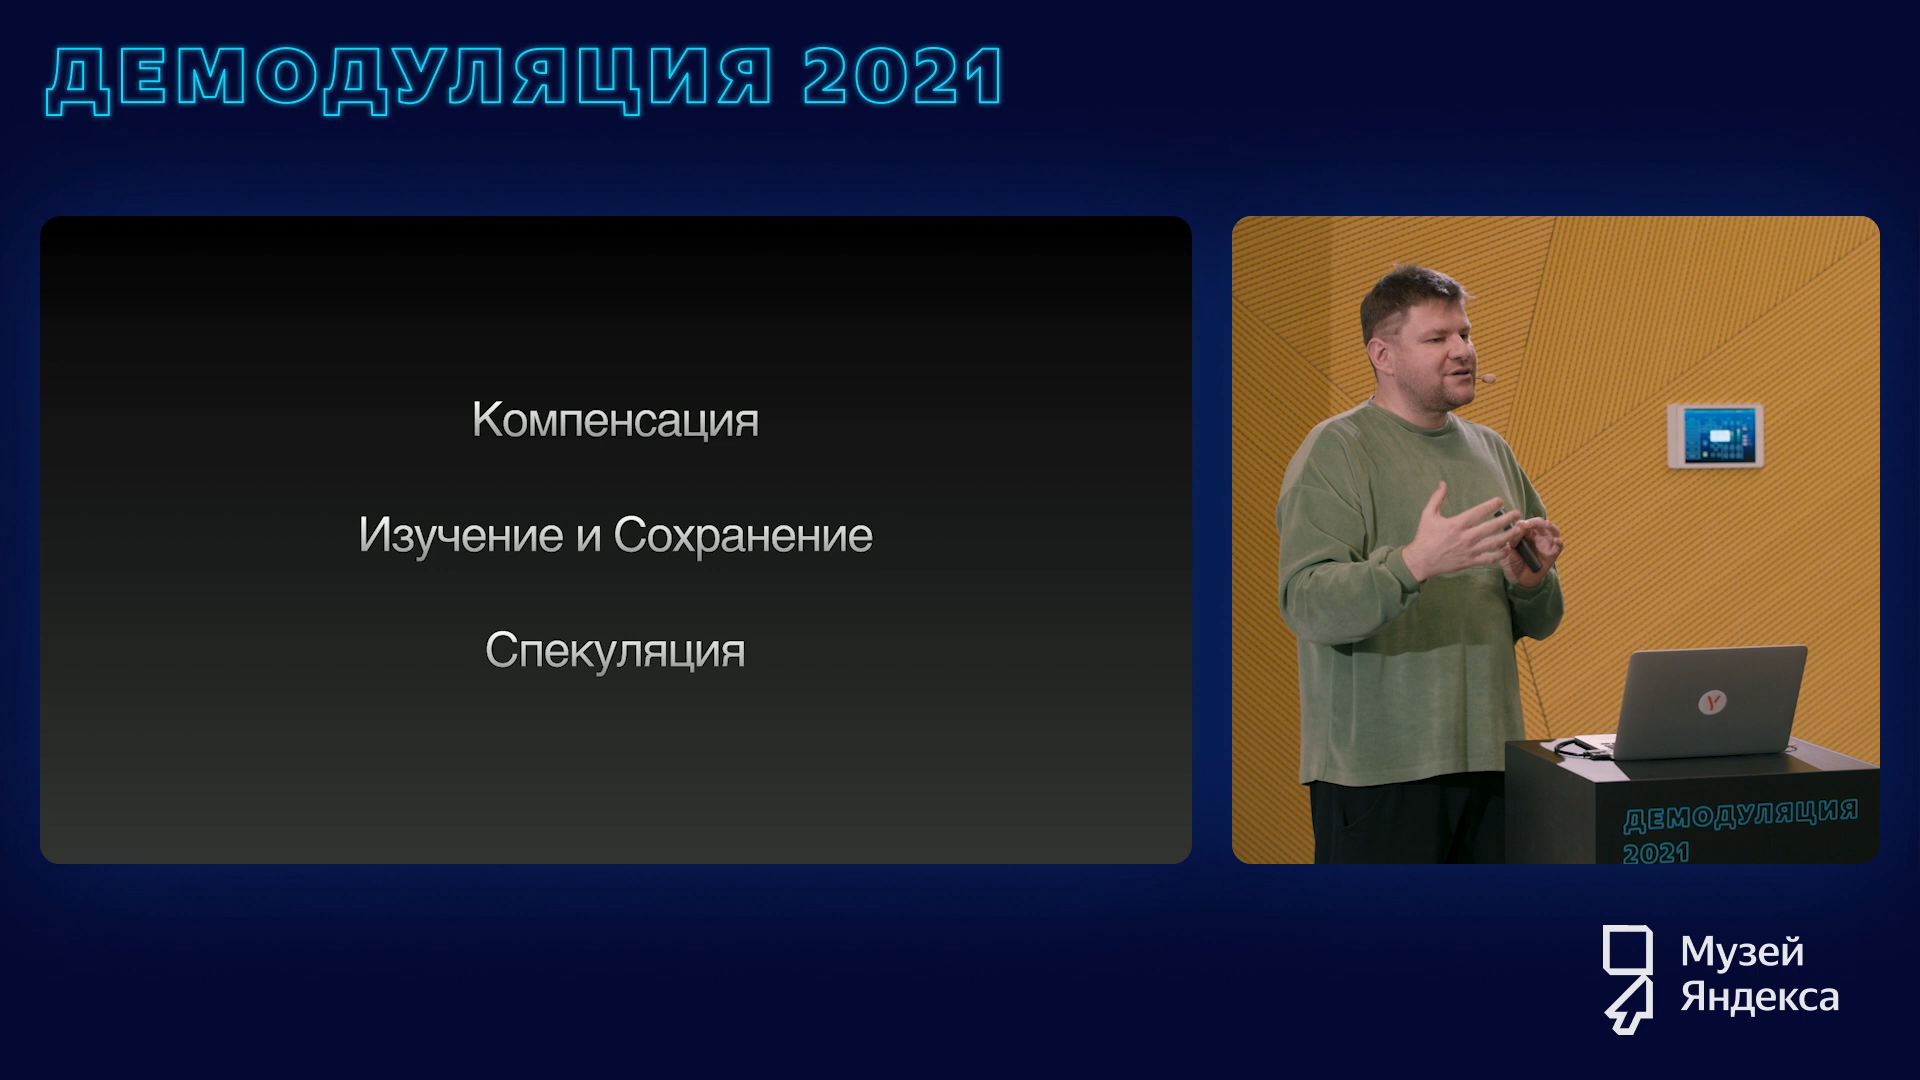 ДЕМОДУЛЯЦИЯ 2021
Компенсация
Изучение и Сохранение
Спекуляция
ДЕМОДУЛЯЦИЯ
2021
Музей
Яндекса